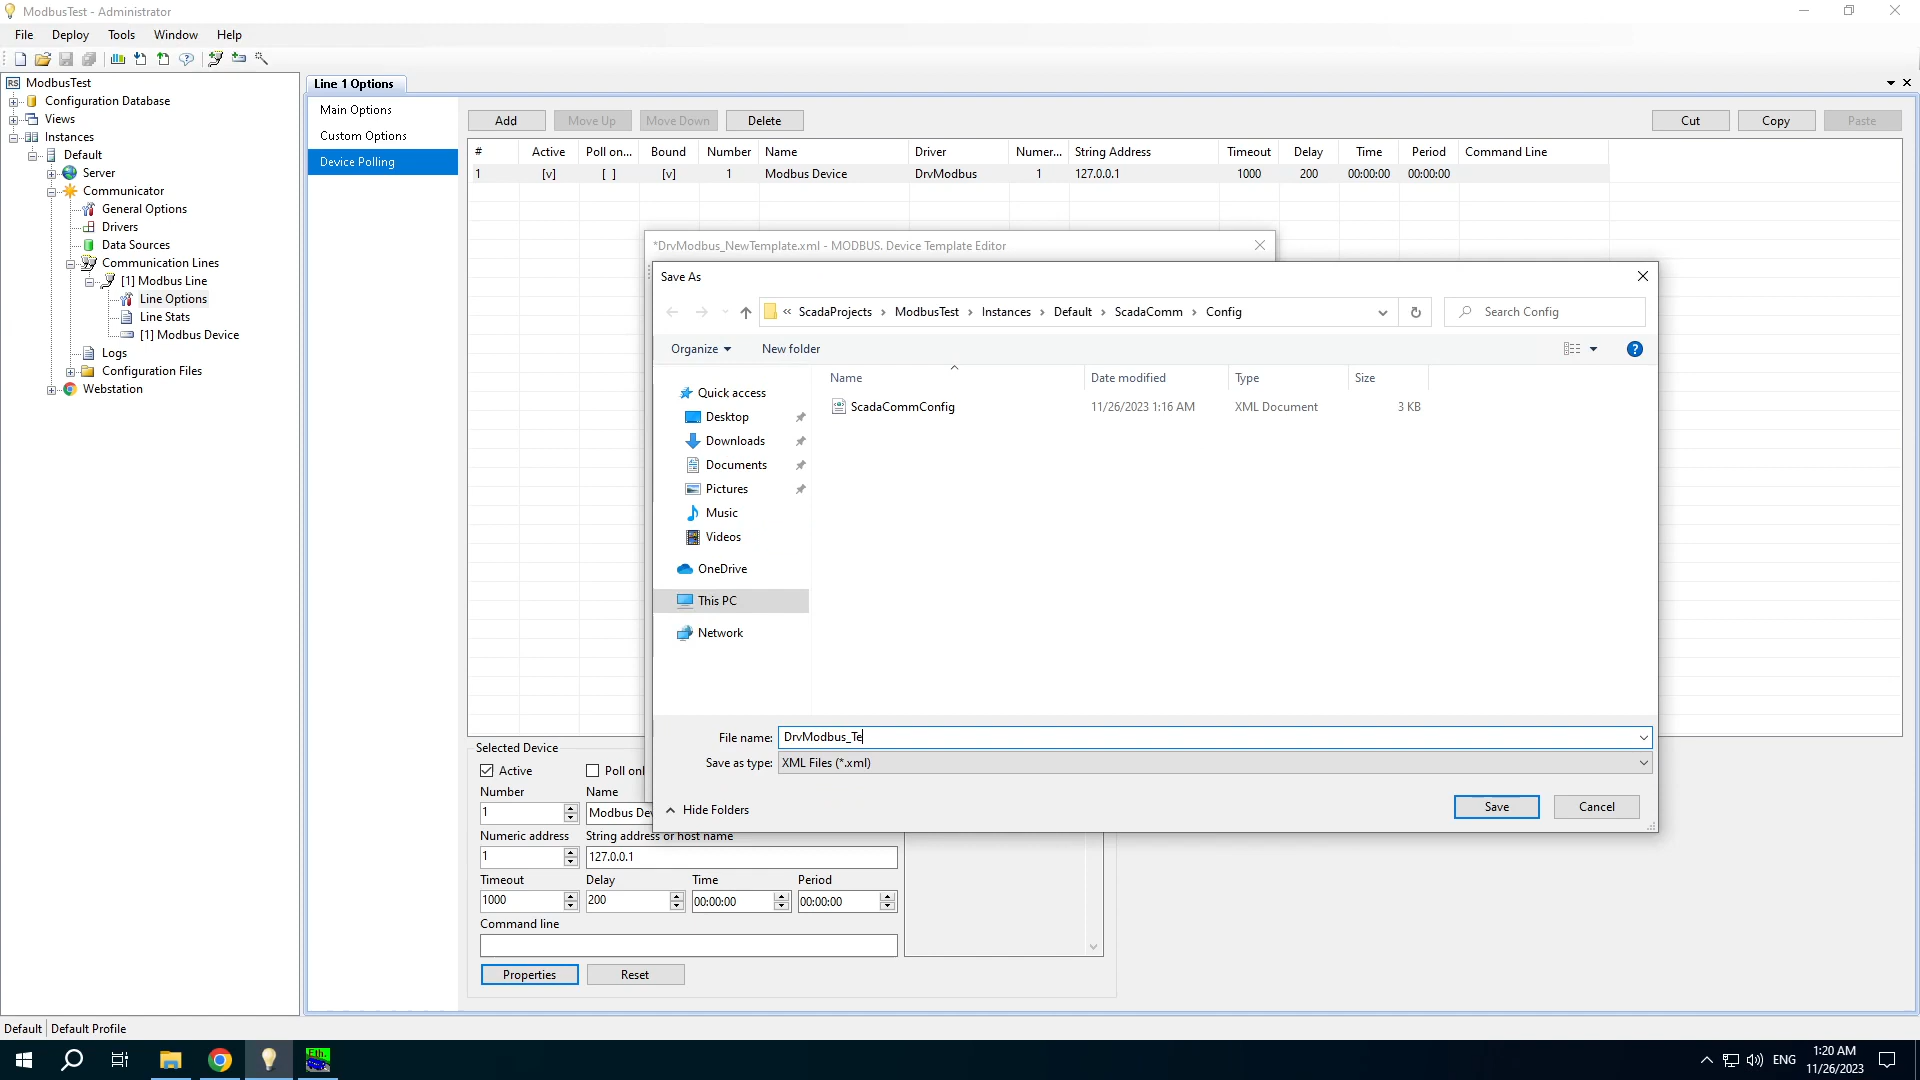 ModbusTest - Administrator
File Deploy Tools Window Help
RS ModbusTest
Configuration Database
Views
Instances
Default
Server
Communicator
General Options
Drivers
Data Sources
Communication Lines
[1] Modbus Line
Line Options
Line Stats
[1] Modbus Device
Logs
Configuration Files
Webstation
Line 1 Options
Main Options
Custom Options
Device Polling
Add Move Up Move Down Delete Cut Copy Paste
# Active Poll on... Bound Number Name Driver Numer... String Address Timeout Delay Time Period Command Line
1 [v] [ ] [v] 1 Modbus Device DrvModbus 1 127.0.0.1 1000 200 00:00:00 00:00:00
*DrvModbus_NewTemplate.xml - MODBUS. Device Template Editor
Save As
« ScadaProjects › ModbusTest › Instances › Default › ScadaComm › Config
Search Config
Organize New folder
Name Date modified Type Size
ScadaCommConfig 11/26/2023 1:16 AM XML Document 3 KB
Quick access
Desktop
Downloads
Documents
Pictures
Music
Videos
OneDrive
This PC
Network
File name: DrvModbus_Te
Save as type: XML Files (*.xml)
Hide Folders
Save Cancel
Selected Device
Active Poll onl
Number Name
1 Modbus Dev
Numeric address String address or host name
1 127.0.0.1
Timeout Delay Time Period
1000 200 00:00:00 00:00:00
Command line
Properties Reset
Default Default Profile
Eth.
ENG
1:20 AM
11/26/2023